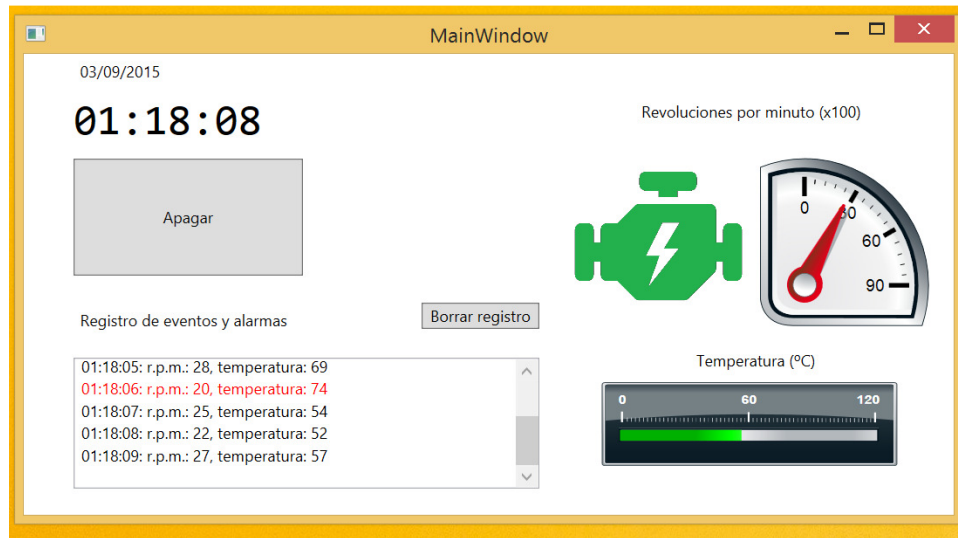 MainWindow
03/09/2015
01:18:08
Revoluciones por minuto (x100)
Apagar
0
30
60
90
Registro de eventos y alarmas
Borrar registro
01:18:05: r.p.m.: 28, temperatura: 69
01:18:06: r.p.m.: 20, temperatura: 74
01:18:07: r.p.m.: 25, temperatura: 54
01:18:08: r.p.m.: 22, temperatura: 52
01:18:09: r.p.m.: 27, temperatura: 57
Temperatura (ºC)
0 60 120